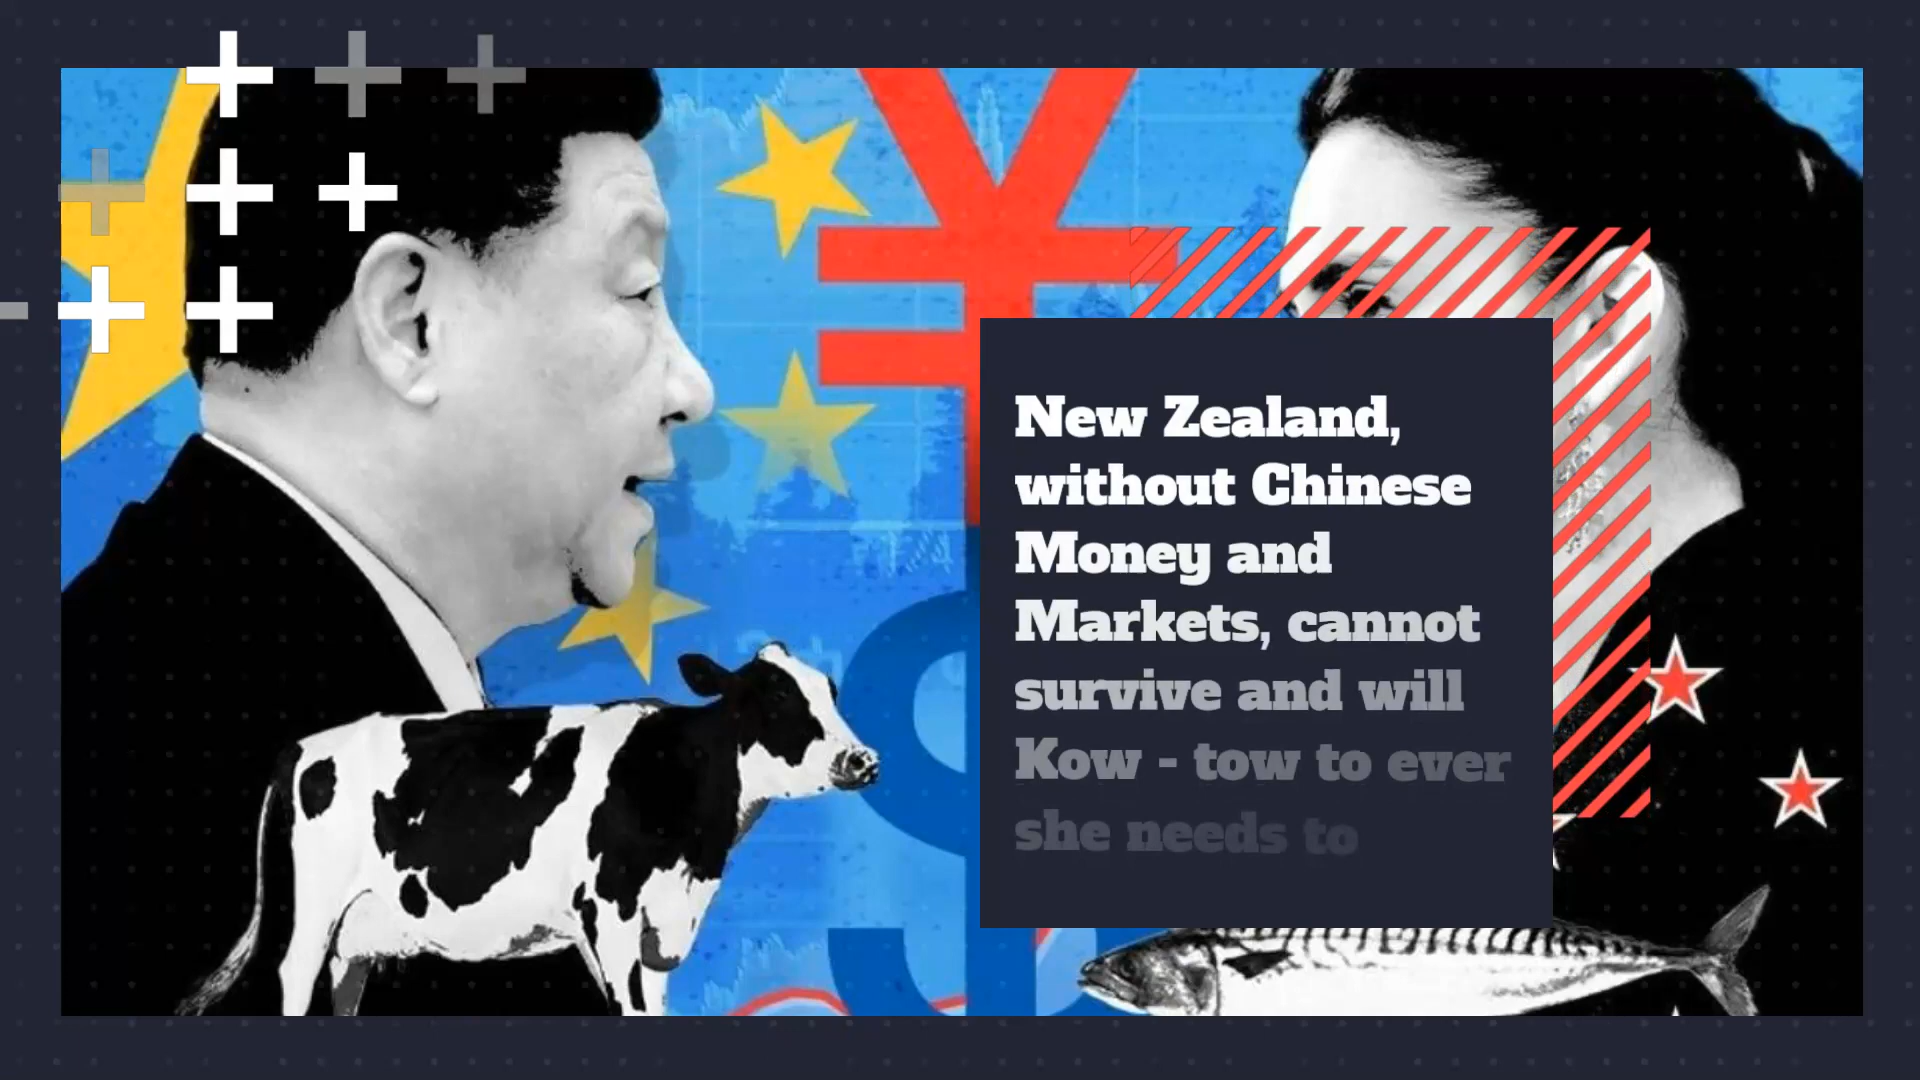 New Zealand,
without Chinese
Money and
Markets, cannot
survive and will
Kow - tow to ever
she needs to